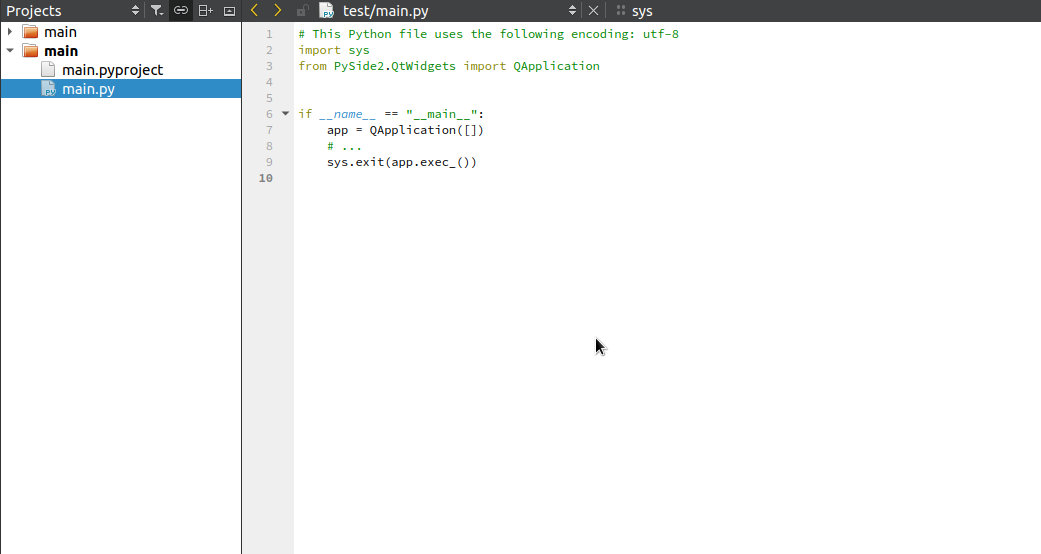 Projects
test/main.py
sys
main
main
main.pyproject
main.py
1 # This Python file uses the following encoding: utf-8
2 import sys
3 from PySide2.QtWidgets import QApplication
4
5
6 if __name__ == "__main__":
7     app = QApplication([])
8     # ...
9     sys.exit(app.exec_())
10